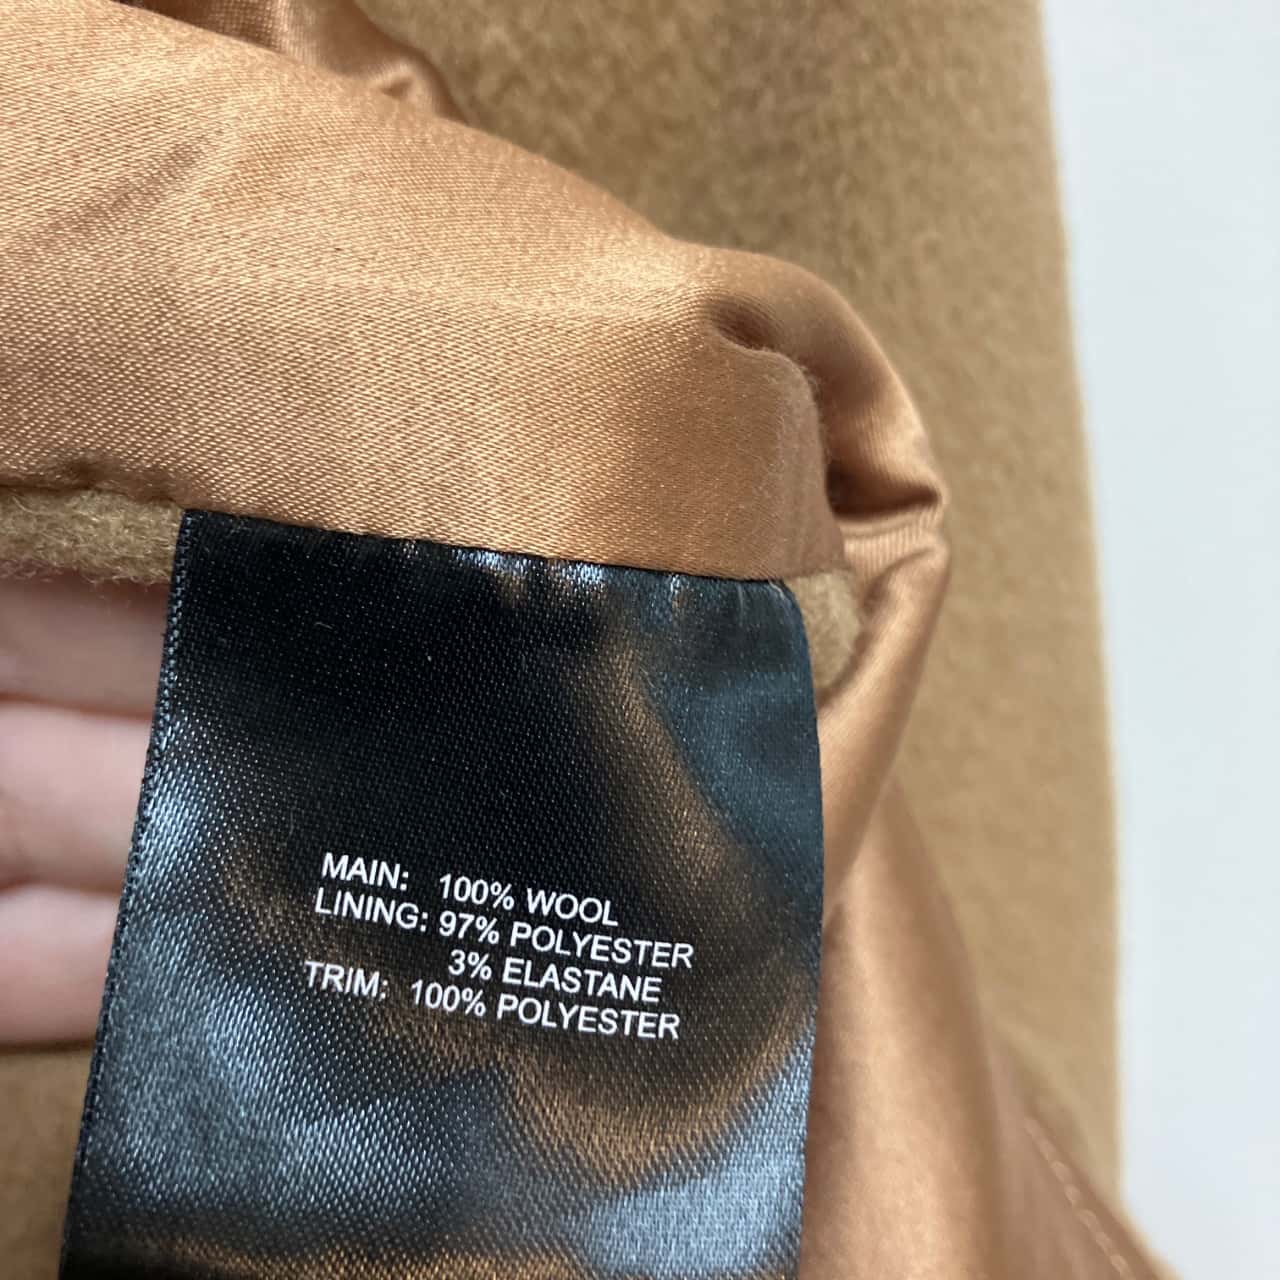 MAIN: 100% WOOL
LINING: 97% POLYESTER
3% ELASTANE
TRIM: 100% POLYESTER